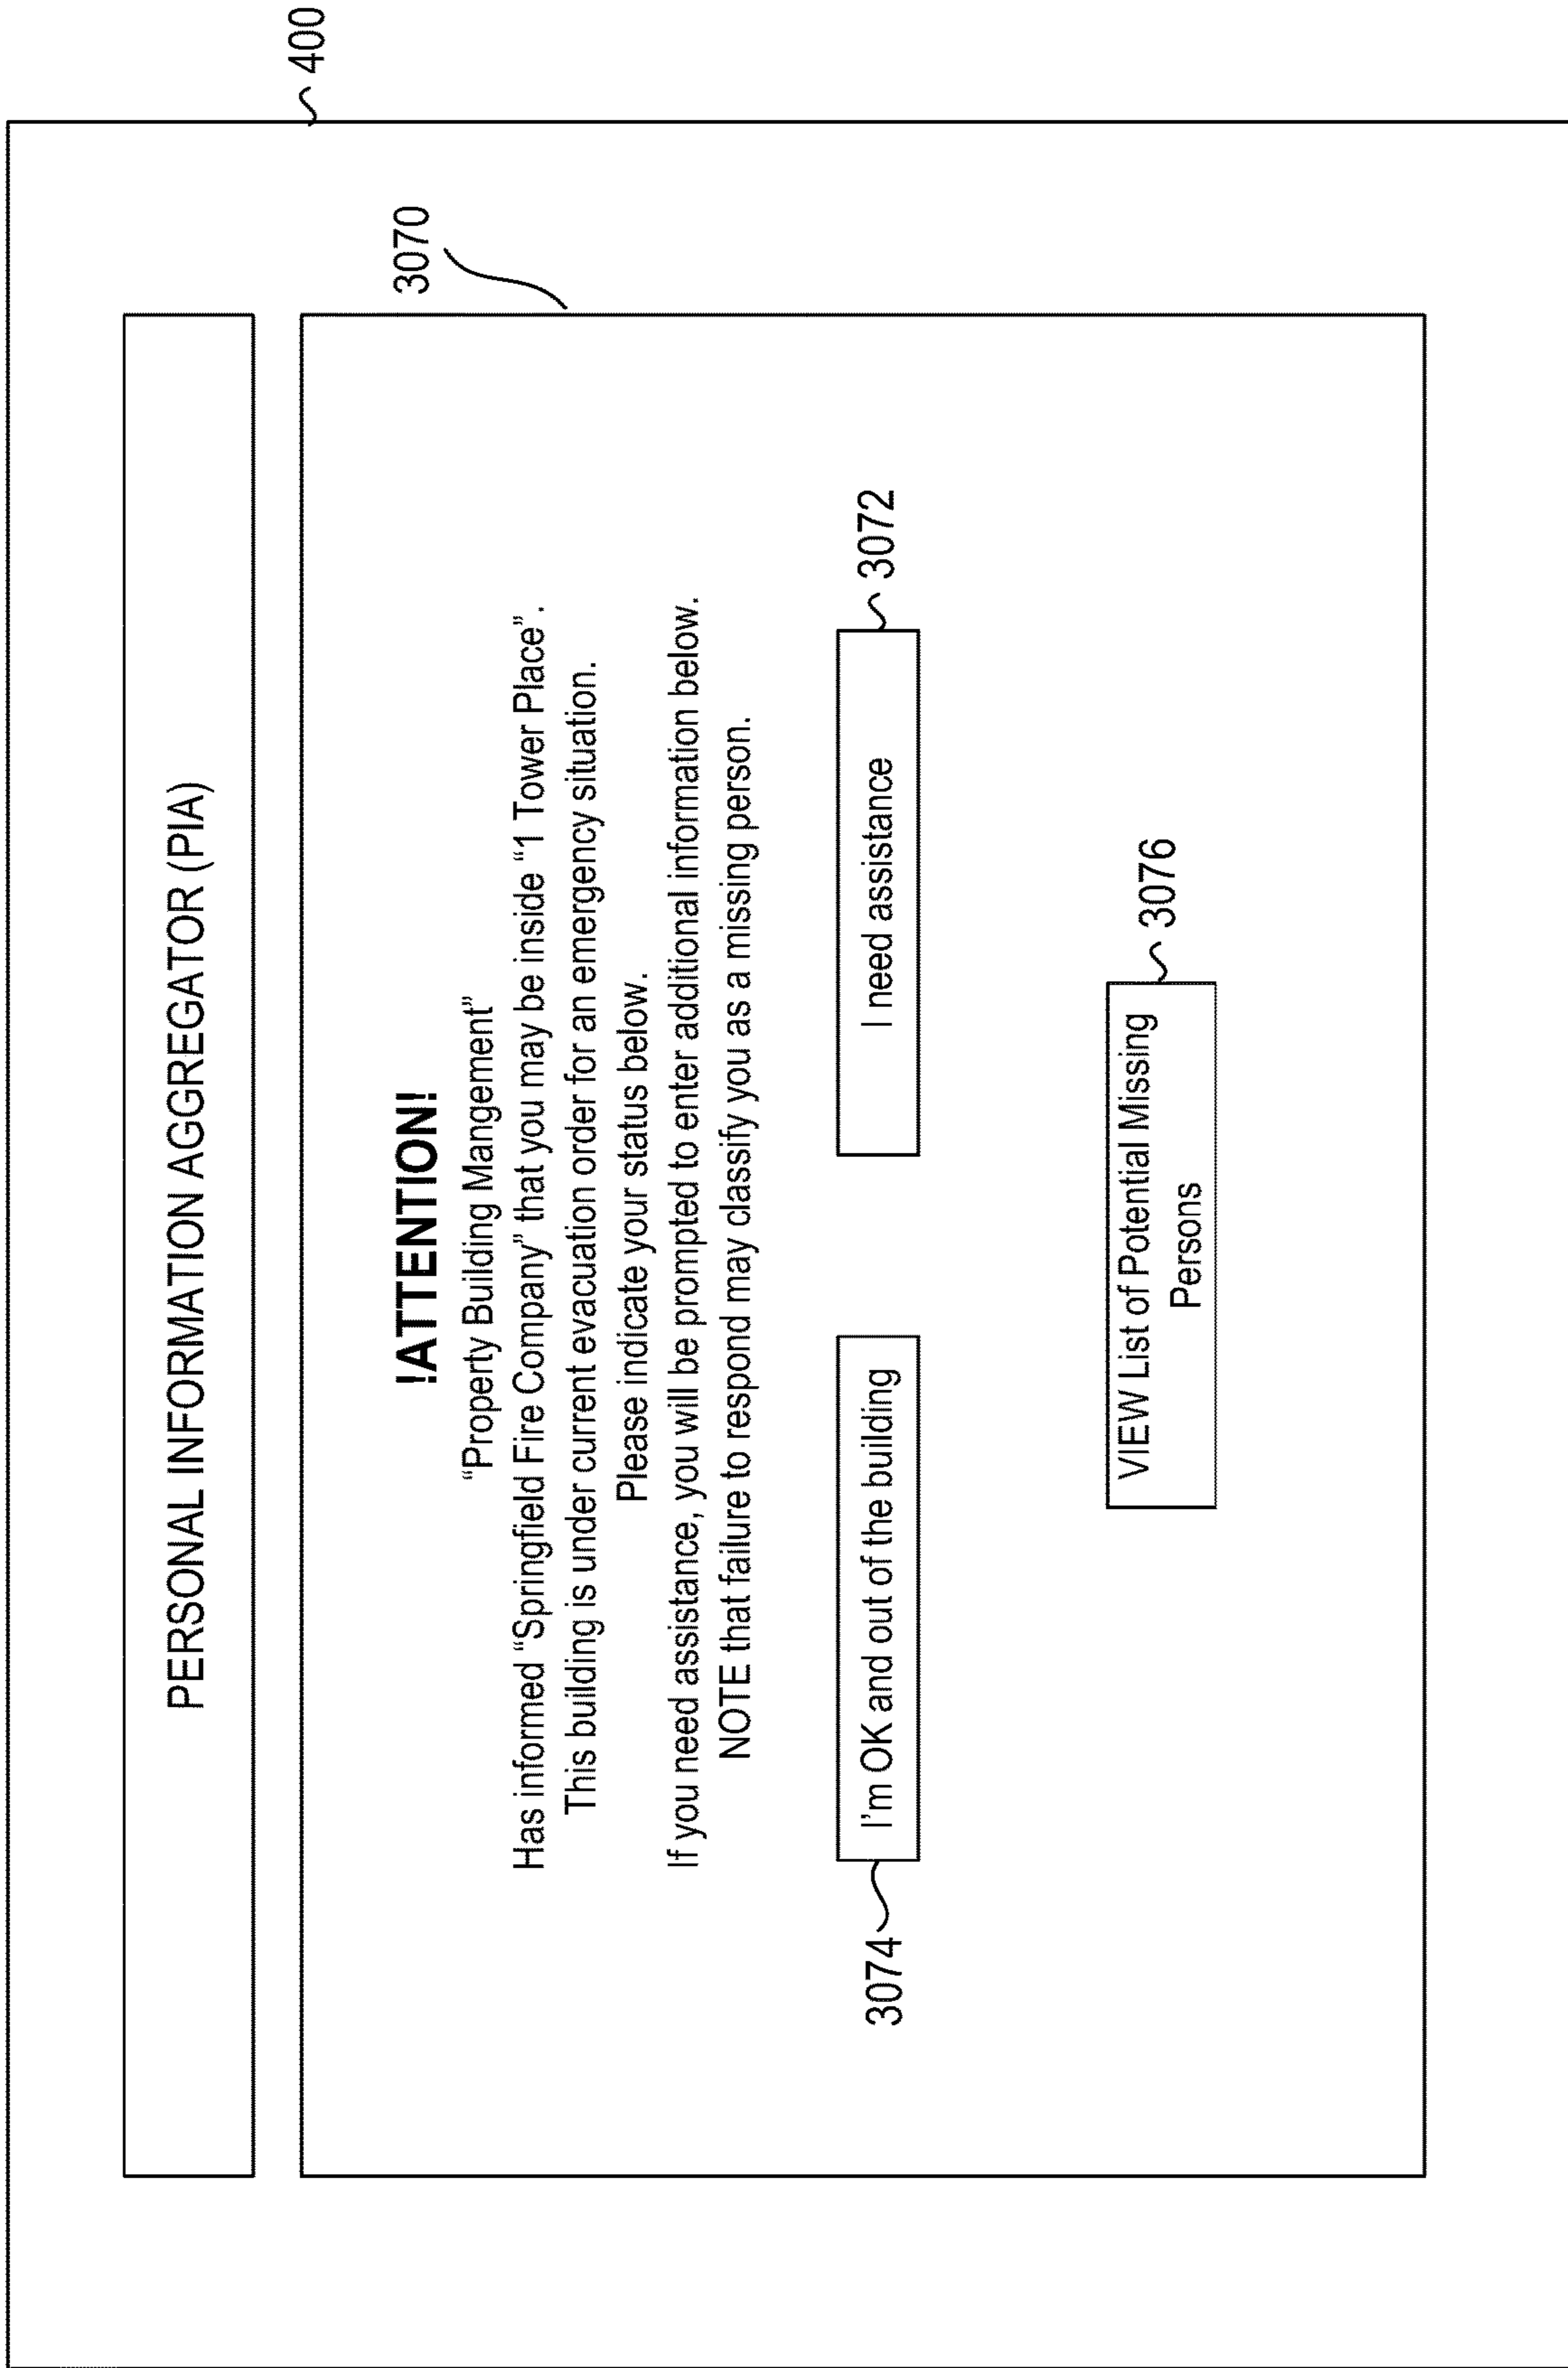 400
PERSONAL INFORMATION AGGREGATOR (PIA)
3070
!ATTENTION!
“Property Building Mangement”
Has informed “Springfield Fire Company” that you may be inside “1 Tower Place”.
This building is under current evacuation order for an emergency situation.
Please indicate your status below.
If you need assistance, you will be prompted to enter additional information below.
NOTE that failure to respond may classify you as a missing person.
3074
I'm OK and out of the building
I need assistance
3072
VIEW List of Potential Missing
Persons
3076